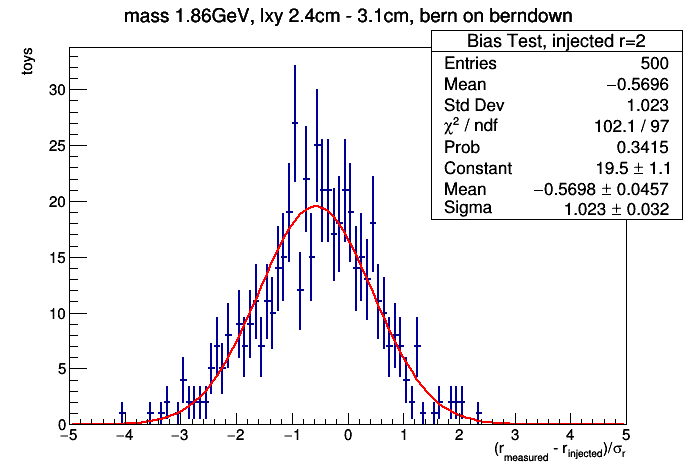 mass 1.86GeV, lxy 2.4cm - 3.1cm, bern on berndown
Bias Test, injected r=2
Entries 500
Mean −0.5696
Std Dev 1.023
χ² / ndf 102.1 / 97
Prob 0.3415
Constant 19.5 ± 1.1
Mean −0.5698 ± 0.0457
Sigma 1.023 ± 0.032
toys
30
25
20
15
10
5
0
−5 −4 −3 −2 −1 0 1 2 3 4 5
(r_measured - r_injected)/σ_r